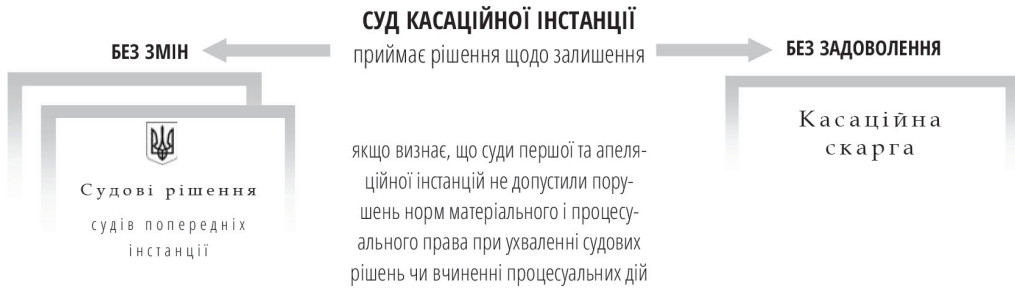 СУД КАСАЦІЙНОЇ ІНСТАНЦІЇ
приймає рішення щодо залишення
БЕЗ ЗМІН
БЕЗ ЗАДОВОЛЕННЯ
Судові рішення
судів попередніх
інстанції
якщо визнає, що суди першої та апеля-
ційної інстанцій не допустили пору-
шень норм матеріального і процесу-
ального права при ухваленні судових
рішень чи вчиненні процесуальних дій
Касаційна
скарга